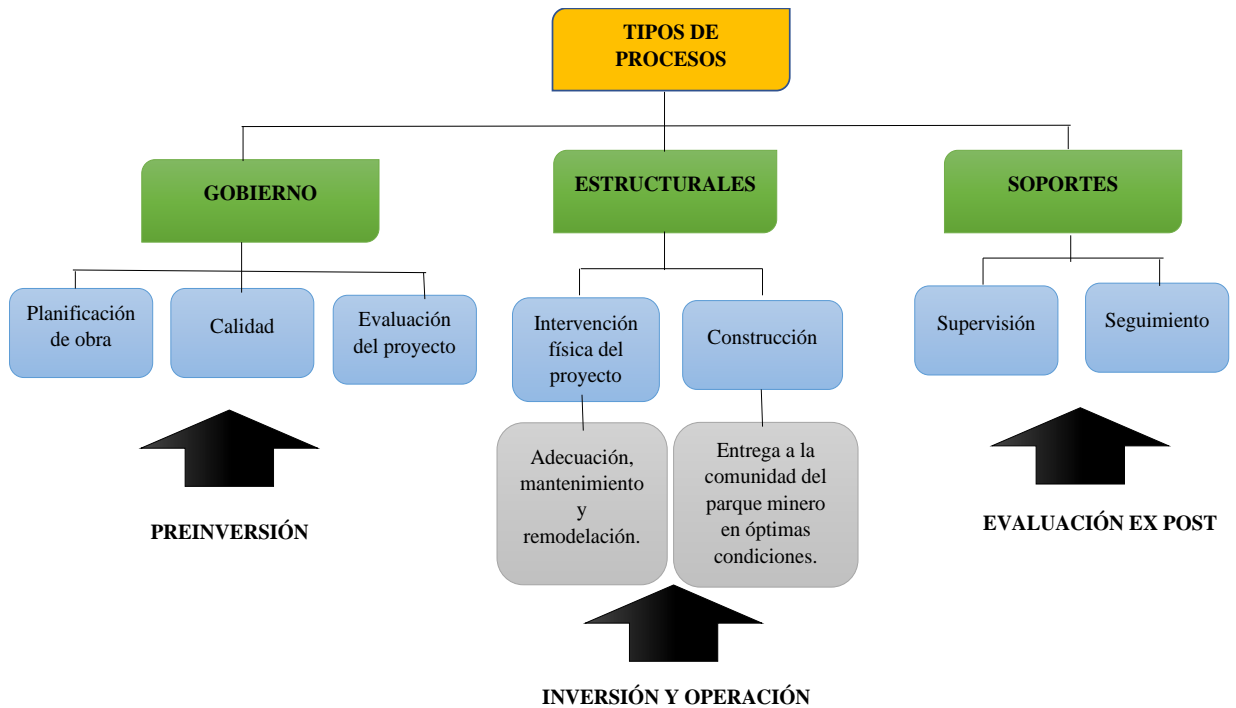 TIPOS DE
PROCESOS
GOBIERNO
ESTRUCTURALES
SOPORTES
Planificación
de obra
Calidad
Evaluación
del proyecto
Intervención
física del
proyecto
Construcción
Supervisión
Seguimiento
Adecuación,
mantenimiento
y
remodelación.
Entrega a la
comunidad del
parque minero
en óptimas
condiciones.
PREINVERSIÓN
EVALUACIÓN EX POST
INVERSIÓN Y OPERACIÓN